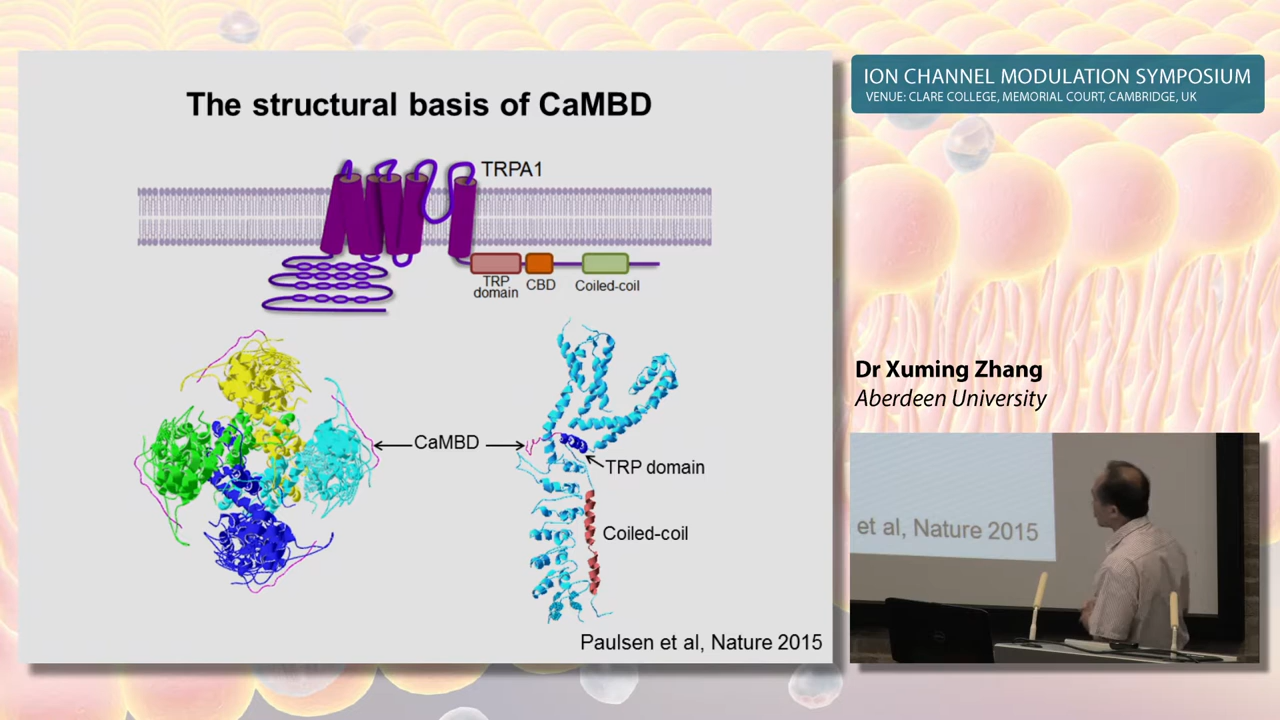 The structural basis of CaMBD
TRPA1
TRP
domain
CBD
Coiled-coil
CaMBD
TRP domain
Coiled-coil
Paulsen et al, Nature 2015
ION CHANNEL MODULATION SYMPOSIUM
VENUE: CLARE COLLEGE, MEMORIAL COURT, CAMBRIDGE, UK
Dr Xuming Zhang
Aberdeen University
et al, Nature 2015